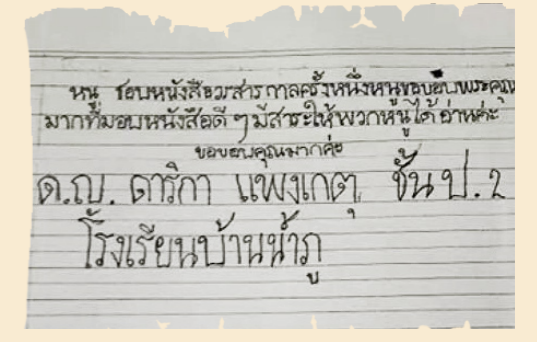 หนู ชอบหนังสือวรสาร กาลครั้งหนึ่งหนูขอบอบพระคุณ
มากที่มอบหนังสือดี ๆ มีสาระให้พวกหนูได้ อ่านค่ะ
ขอบอบคุณมากค่ะ
ด.ญ. ดาริกา แพงเกตุ ชั้น ป. ๒
โรงเรียนบ้านน้ำภู